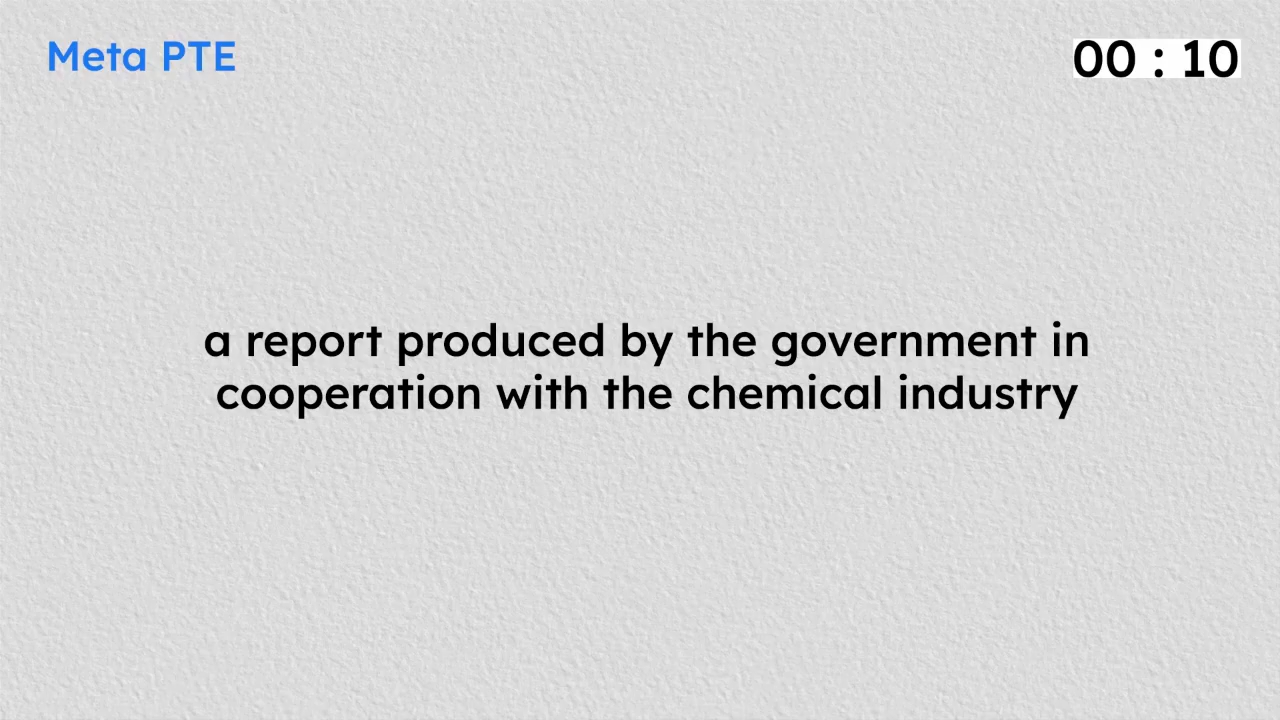 Meta PTE
00 : 10
a report produced by the government in
cooperation with the chemical industry